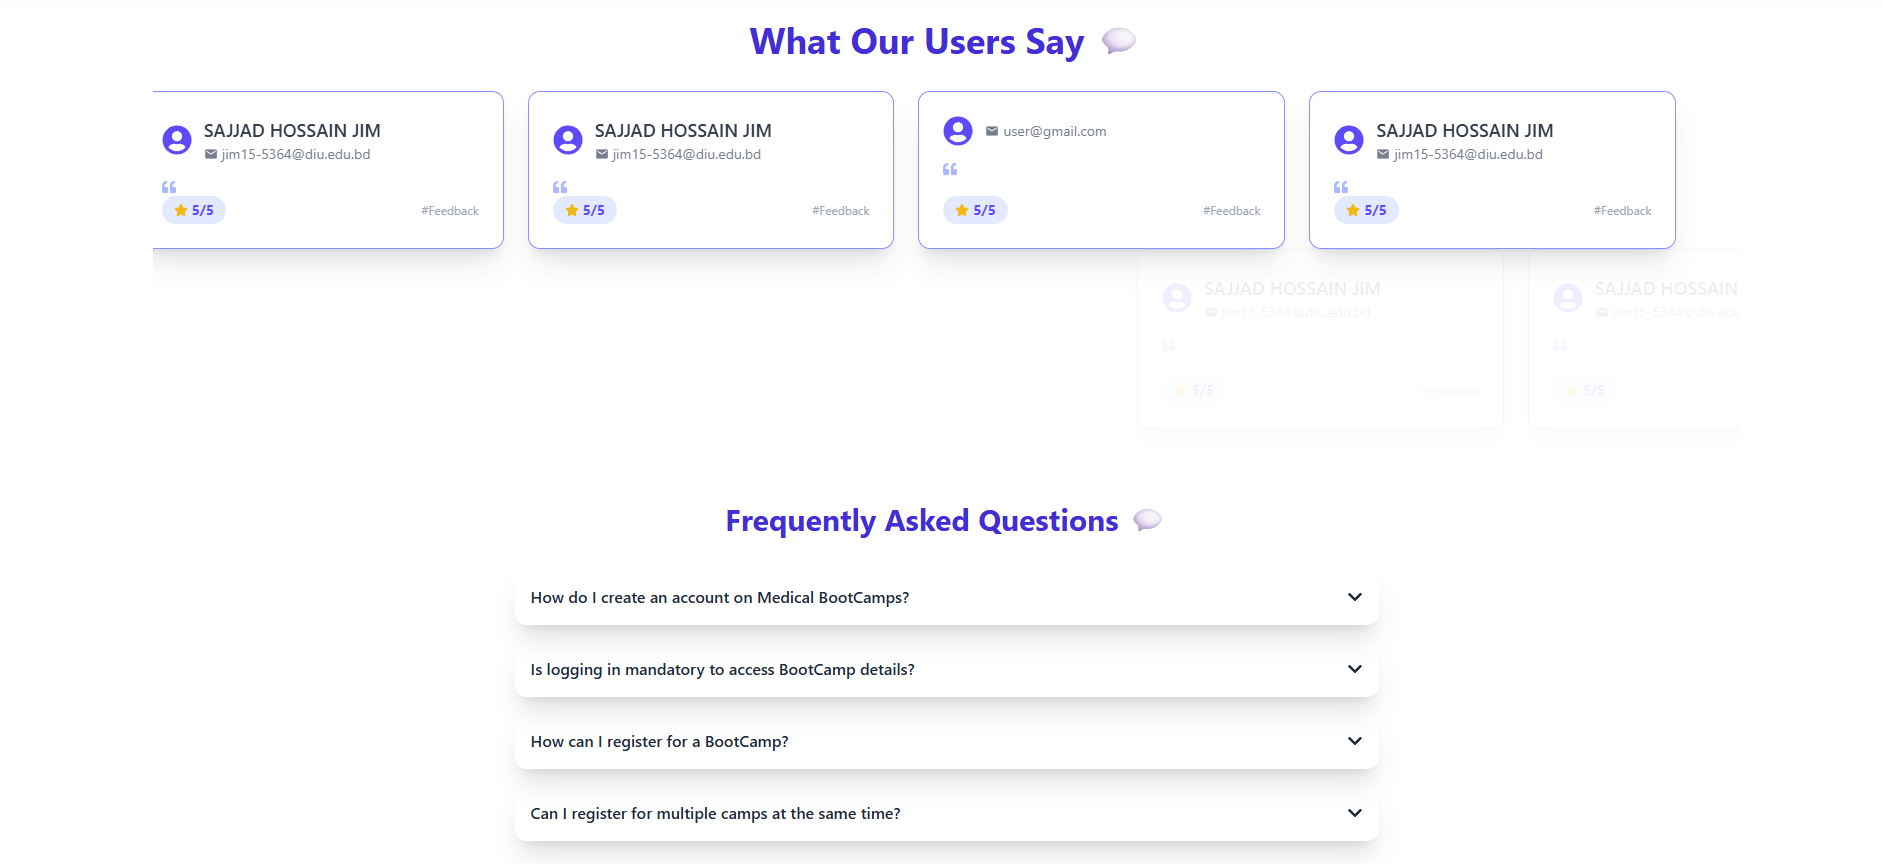 What Our Users Say 💬
SAJJAD HOSSAIN JIM
jim15-5364@diu.edu.bd
❝
5/5
#Feedback
SAJJAD HOSSAIN JIM
jim15-5364@diu.edu.bd
❝
5/5
#Feedback
user@gmail.com
❝
5/5
#Feedback
SAJJAD HOSSAIN JIM
jim15-5364@diu.edu.bd
❝
5/5
#Feedback
SAJJAD HOSSAIN JIM
jim15-5364@diu.edu.bd
❝
5/5
#Feedback
SAJJAD HOSSAIN
jim15-5364@diu.edu
❝
5/5
Frequently Asked Questions 💬
How do I create an account on Medical BootCamps?
Is logging in mandatory to access BootCamp details?
How can I register for a BootCamp?
Can I register for multiple camps at the same time?